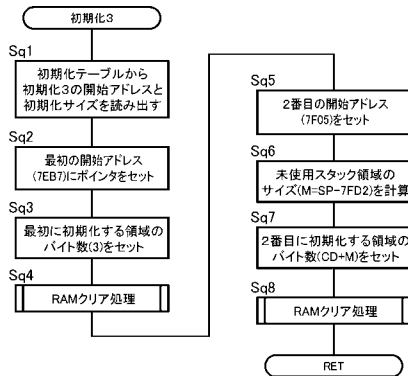 初期化3
Sq1
初期化テーブルから
初期化3の開始アドレスと
初期化サイズを読み出す
Sq2
最初の開始アドレス
(7EB7)にポインタをセット
Sq3
最初に初期化する領域の
バイト数(3)をセット
Sq4
RAMクリア処理
Sq5
2番目の開始アドレス
(7F05)をセット
Sq6
未使用スタック領域の
サイズ(M=SP-7FD2)を計算
Sq7
2番目に初期化する領域の
バイト数(CD+M)をセット
Sq8
RAMクリア処理
RET